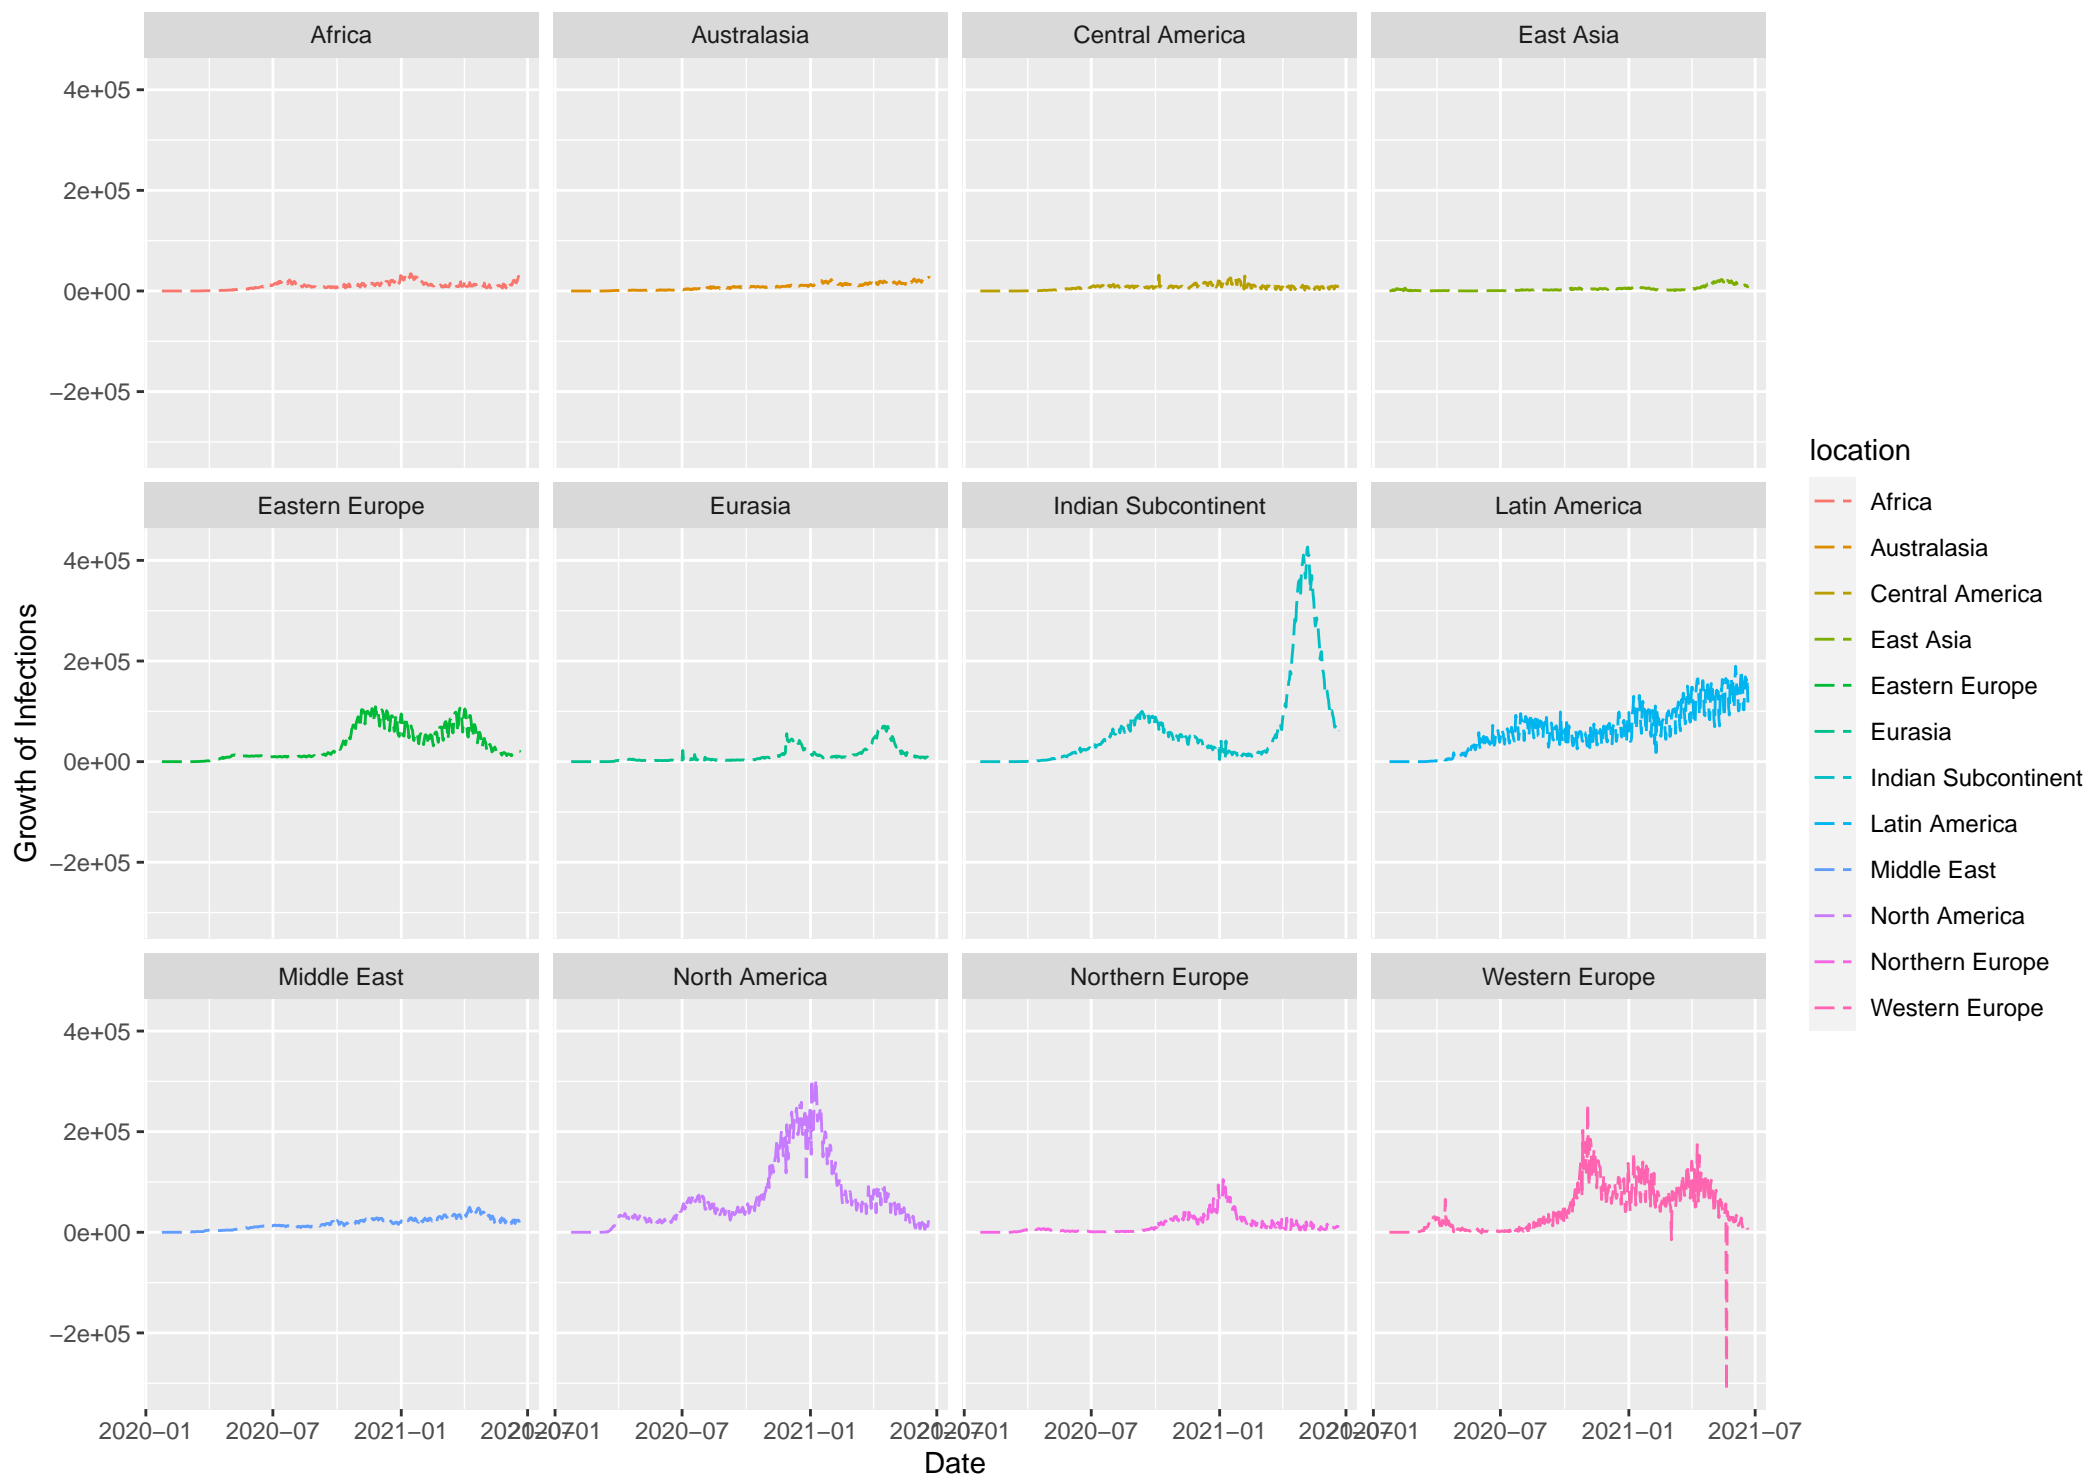 Africa Australasia Central America East Asia
4e+05
2e+05
0e+00
−2e+05
Eastern Europe Eurasia Indian Subcontinent Latin America
4e+05
2e+05
0e+00
−2e+05
Middle East North America Northern Europe Western Europe
4e+05
2e+05
0e+00
−2e+05
2020−01 2020−07 2021−01 2021−07 2020−01 2020−07 2021−01 2021−07 2020−01 2020−07 2021−01 2021−07 2020−01 2020−07 2021−01 2021−07
Date
Growth of Infections
location
Africa
Australasia
Central America
East Asia
Eastern Europe
Eurasia
Indian Subcontinent
Latin America
Middle East
North America
Northern Europe
Western Europe